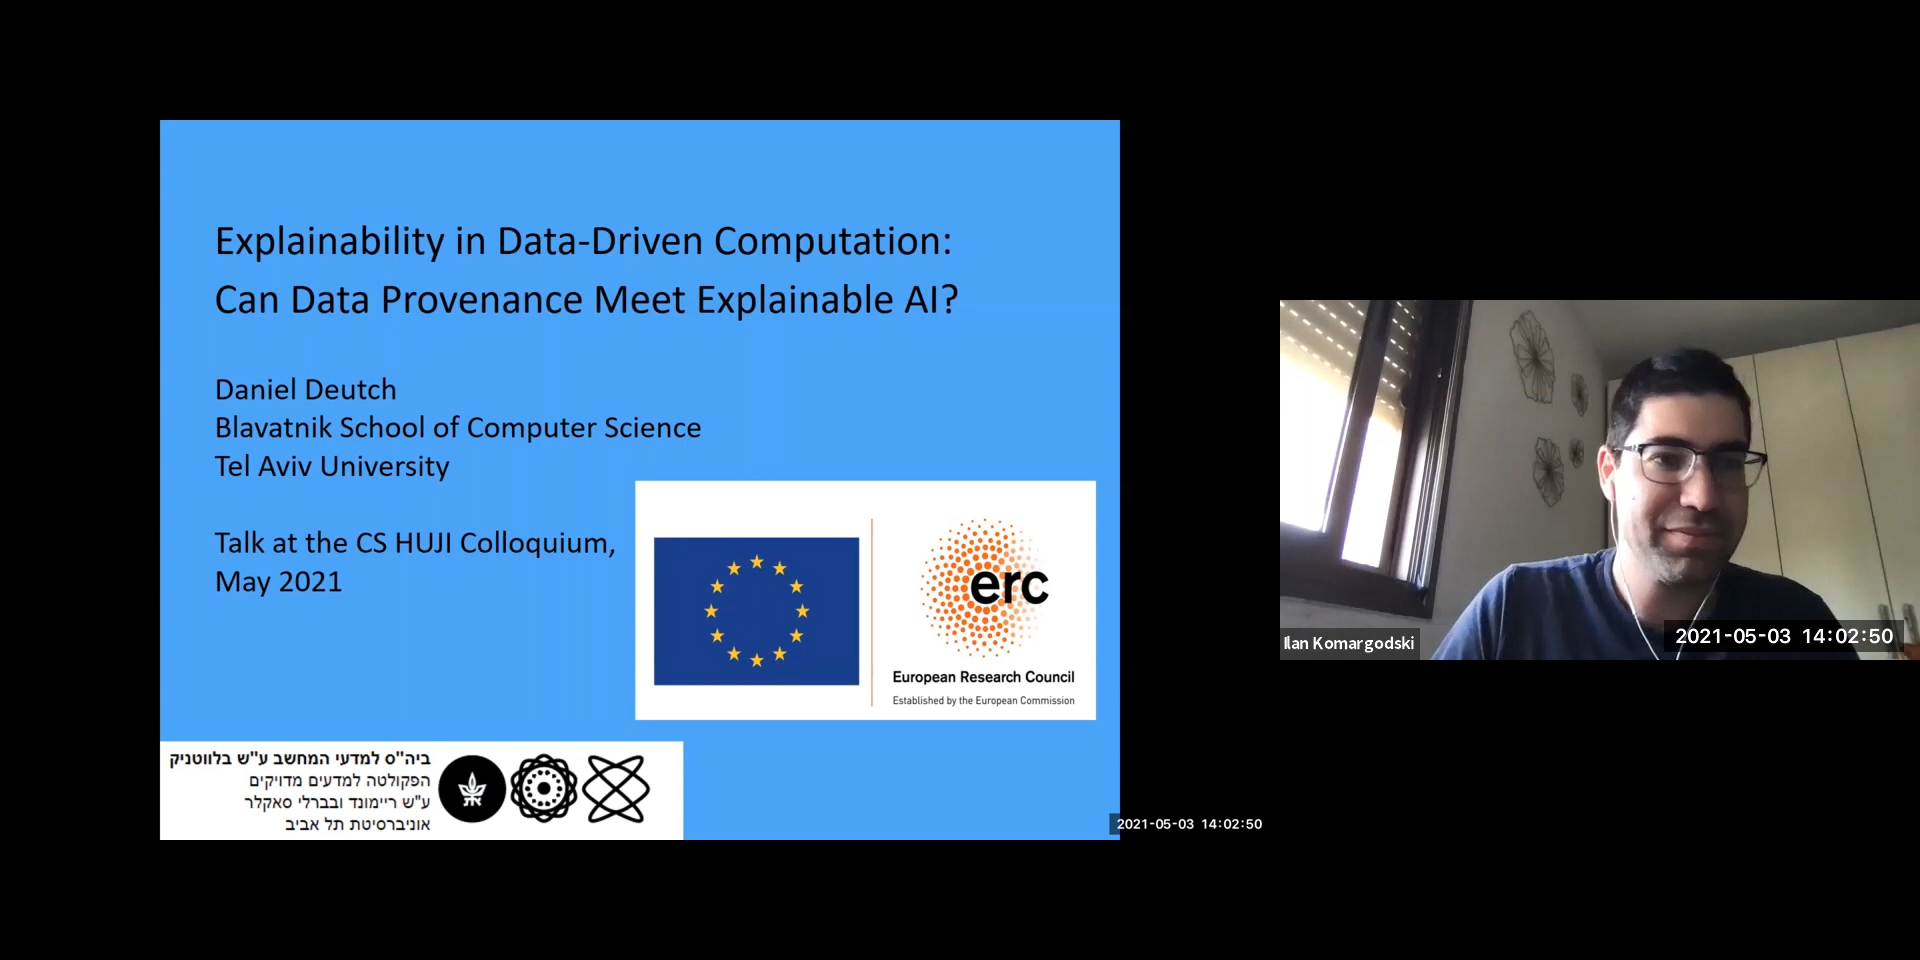 Explainability in Data-Driven Computation:
Can Data Provenance Meet Explainable AI?
Daniel Deutch
Blavatnik School of Computer Science
Tel Aviv University
Talk at the CS HUJI Colloquium,
May 2021
erc
European Research Council
Established by the European Commission
ביה"ס למדעי המחשב ע"ש בלווטניק
הפקולטה למדעים מדויקים
ע"ש ריימונד ובברלי סאקלר
אוניברסיטת תל אביב
2021-05-03 14:02:50
Ilan Komargodski
2021-05-03 14:02:50